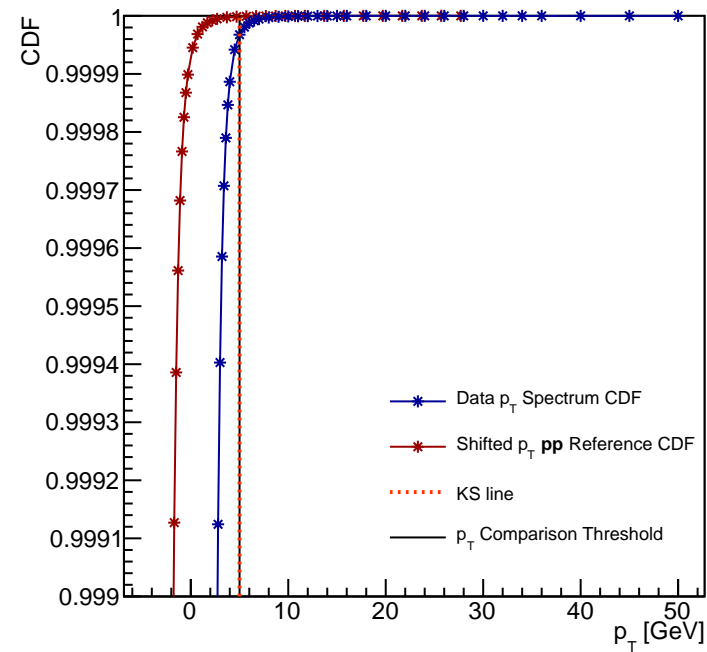 CDF
1
0.9999
0.9998
0.9997
0.9996
0.9995
0.9994
0.9993
0.9992
0.9991
0.999
0 10 20 30 40 50
p_T [GeV]
Data p_T Spectrum CDF
Shifted p_T pp Reference CDF
KS line
p_T Comparison Threshold